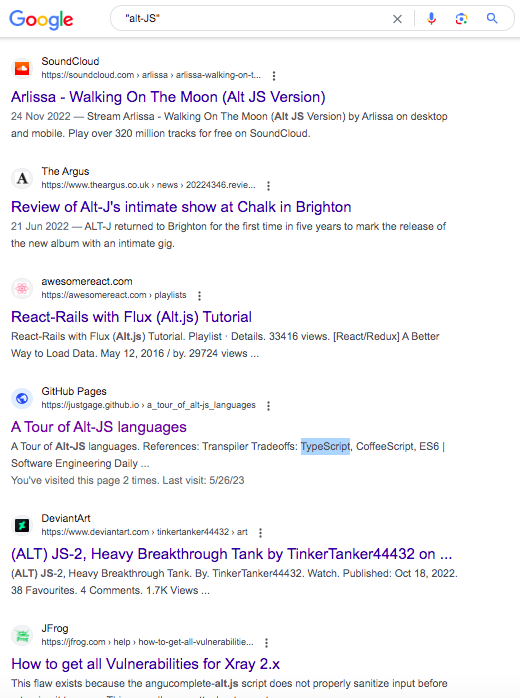 Google
"alt-JS"
SoundCloud
https://soundcloud.com › arlissa › arlissa-walking-on-t...
Arlissa - Walking On The Moon (Alt JS Version)
24 Nov 2022 — Stream Arlissa - Walking On The Moon (Alt JS Version) by Arlissa on desktop
and mobile. Play over 320 million tracks for free on SoundCloud.
A
The Argus
https://www.theargus.co.uk › news › 20224346.revie...
Review of Alt-J's intimate show at Chalk in Brighton
21 Jun 2022 — ALT-J returned to Brighton for the first time in five years to mark the release of
the new album with an intimate gig.
awesomereact.com
https://awesomereact.com › playlists
React-Rails with Flux (Alt.js) Tutorial
React-Rails with Flux (Alt.js) Tutorial. Playlist · Details. 33416 views. [React/Redux] A Better
Way to Load Data. May 12, 2016 / by. 29724 views ...
GitHub Pages
https://justgage.github.io › a_tour_of_alt-js_languages
A Tour of Alt-JS languages
A Tour of Alt-JS languages. References: Transpiler Tradeoffs: TypeScript, CoffeeScript, ES6 |
Software Engineering Daily ...
You've visited this page 2 times. Last visit: 5/26/23
DeviantArt
https://www.deviantart.com › tinkertanker44432 › art
(ALT) JS-2, Heavy Breakthrough Tank by TinkerTanker44432 on ...
(ALT) JS-2, Heavy Breakthrough Tank. By. TinkerTanker44432. Watch. Published: Oct 18, 2022.
38 Favourites. 4 Comments. 1.7K Views ...
JFrog
https://jfrog.com › help › how-to-get-all-vulnerabilitie...
How to get all Vulnerabilities for Xray 2.x
This flaw exists because the angucomplete-alt.js script does not properly sanitize input before